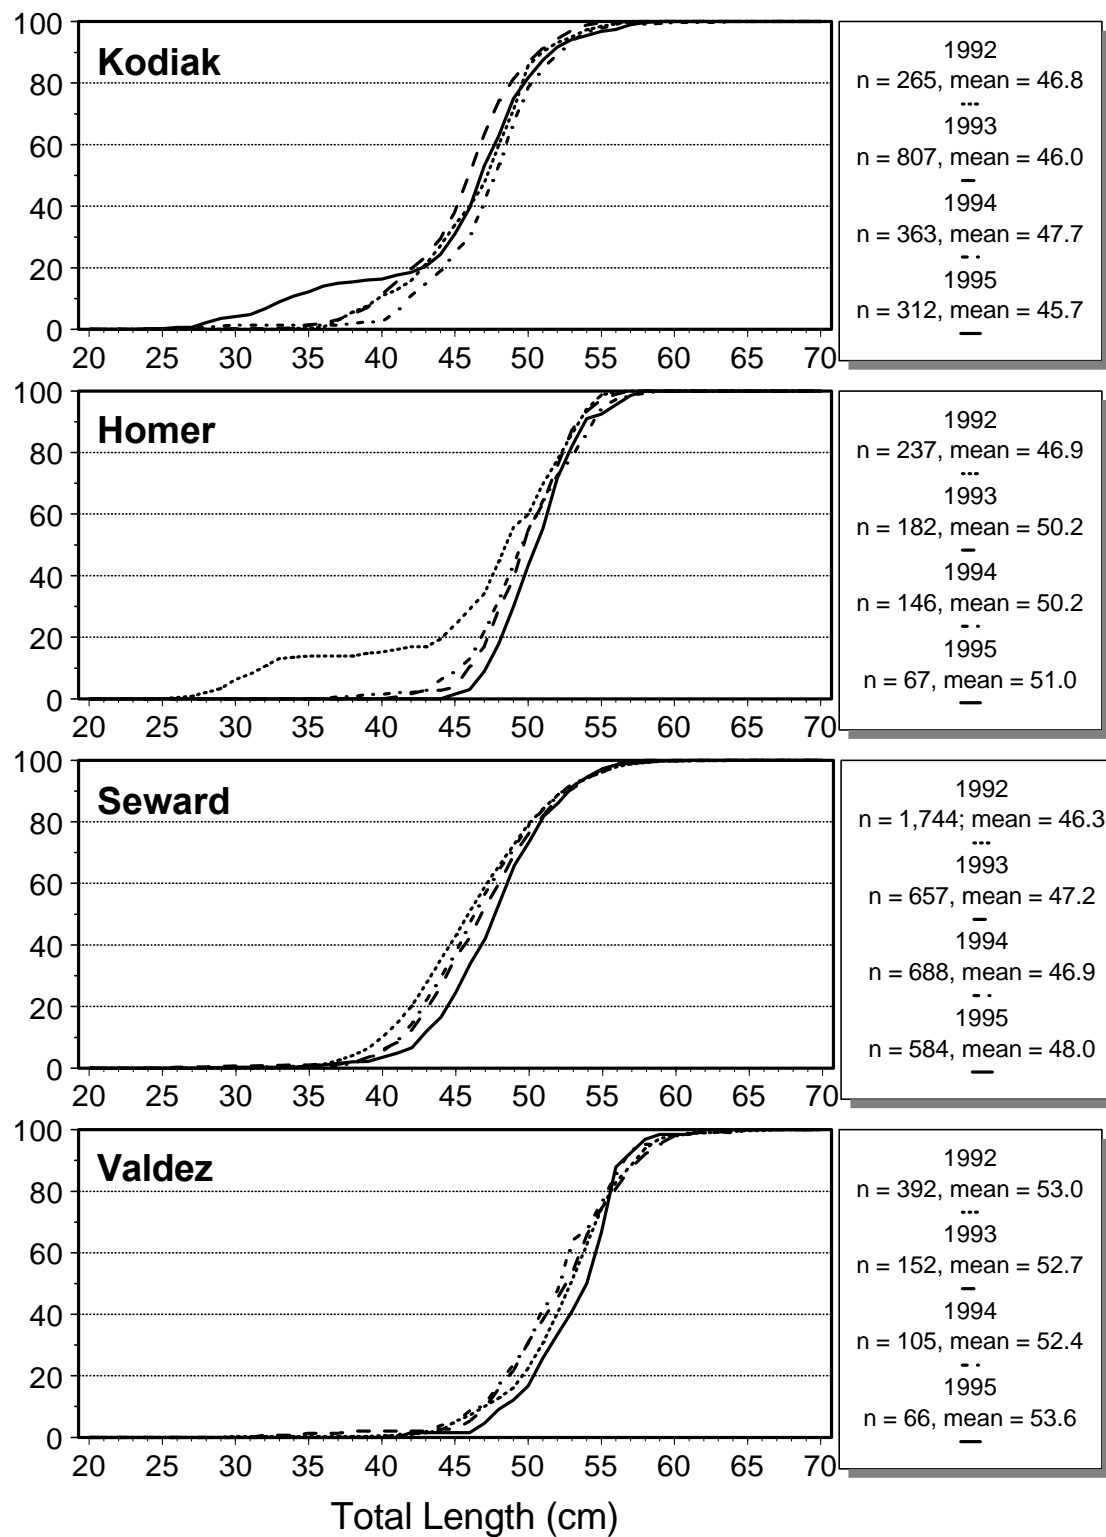 Kodiak
100
80
60
40
20
0
20 25 30 35 40 45 50 55 60 65 70
1992
n = 265, mean = 46.8
1993
n = 807, mean = 46.0
1994
n = 363, mean = 47.7
1995
n = 312, mean = 45.7
Homer
100
80
60
40
20
0
20 25 30 35 40 45 50 55 60 65 70
1992
n = 237, mean = 46.9
1993
n = 182, mean = 50.2
1994
n = 146, mean = 50.2
1995
n = 67, mean = 51.0
Seward
100
80
60
40
20
0
20 25 30 35 40 45 50 55 60 65 70
1992
n = 1,744; mean = 46.3
1993
n = 657, mean = 47.2
1994
n = 688, mean = 46.9
1995
n = 584, mean = 48.0
Valdez
100
80
60
40
20
0
20 25 30 35 40 45 50 55 60 65 70
1992
n = 392, mean = 53.0
1993
n = 152, mean = 52.7
1994
n = 105, mean = 52.4
1995
n = 66, mean = 53.6
Total Length (cm)